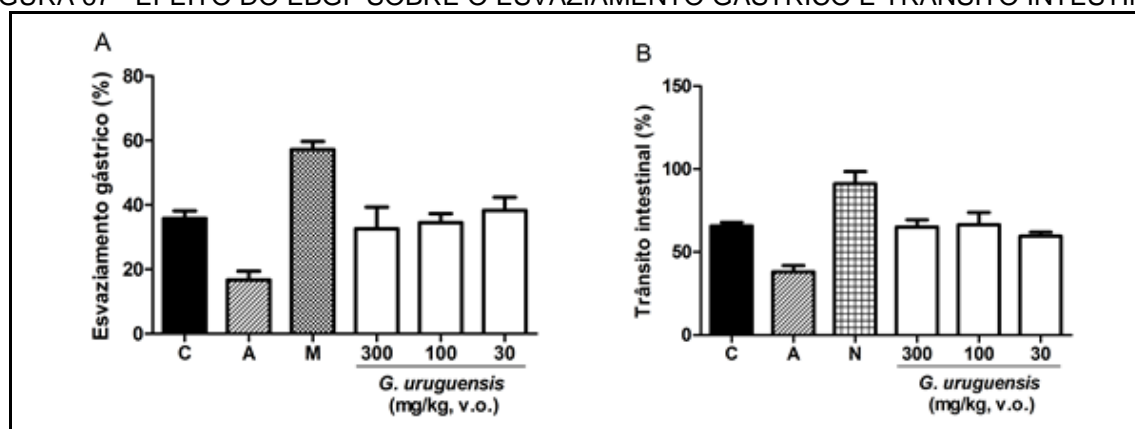 A
Esvaziamento gástrico (%)
80
60
40
20
0
C A M 300 100 30
G. uruguensis
(mg/kg, v.o.)
B
Trânsito intestinal (%)
150
100
50
0
C A N 300 100 30
G. uruguensis
(mg/kg, v.o.)